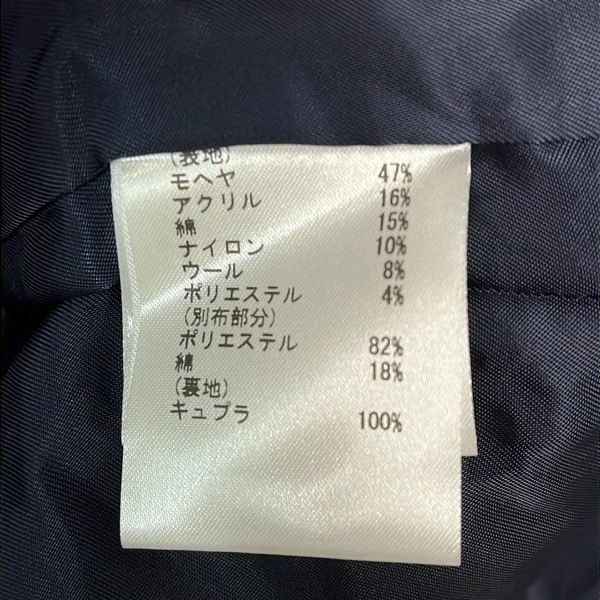 (表地)
モヘヤ 47%
アクリル 16%
綿 15%
ナイロン 10%
ウール 8%
ポリエステル 4%
(別布部分)
ポリエステル 82%
綿 18%
(裏地)
キュプラ 100%